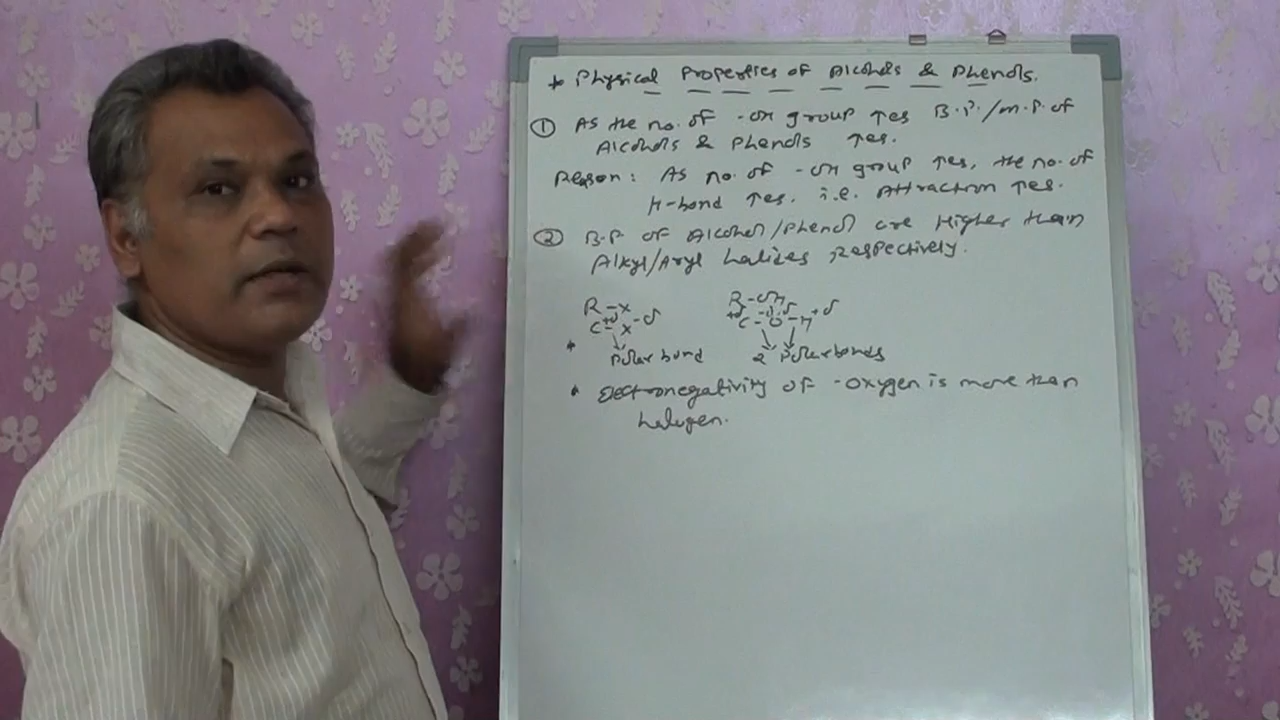 * Physical Properties of Alcohols & Phenols.
① As the no. of -OH group ↑es B.P./m.P. of
Alcohols & Phenols ↑es.
Reason: As no. of -OH group ↑es, the no. of
H-bond ↑es. i.e. Attraction ↑es.
② B.P. of Alcohol/Phenol are Higher than
Alkyl/Aryl halides respectively.
R-X R-OH
+δ -δ +δ -δ +δ
C-X C-O-H
* Polar bond 2 Polar bonds
* Electronegativity of -Oxygen is more than
halogen.